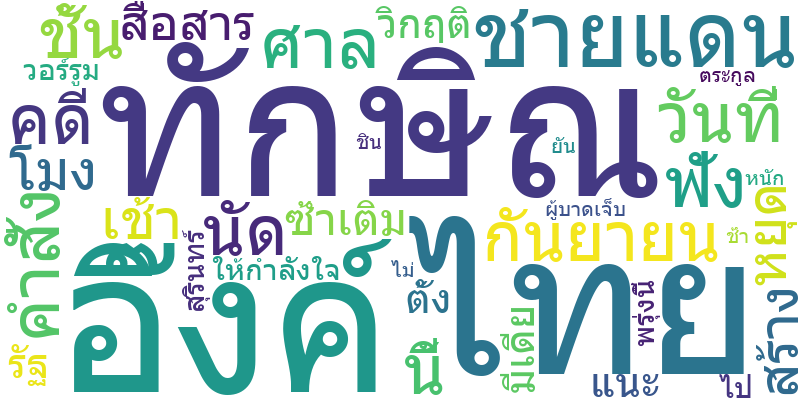 ชั้น
สื่อสาร
ศาล
วิกฤติ
ชายแดน
วอร์รูม
ตระกูล
ทักษิณ
คดี
ชิน
ยัน
วันที่
โมง
ฟัง
หนัก
คำสั่ง
เช้า
นัด
ซ้ำเติม
ผู้บาดเจ็บ
กันยายน
ช้า
หยุด
สุรินทร์
ให้กำลังใจ
ไม่
อึ๊งค์
ไทย
ตั้ง
พรุ่งนี้
มีเดีย
สร้าง
รัฐ
นี้
แนะ
ไป